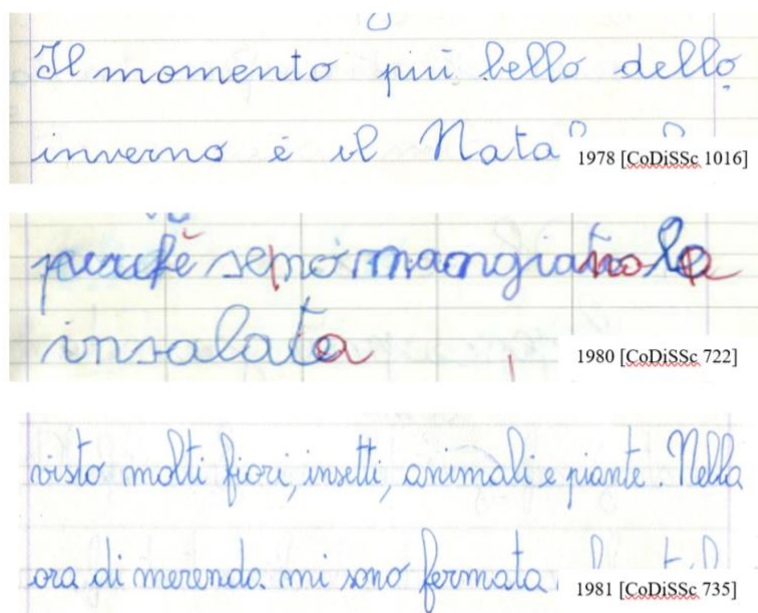 Il momento più bello dello
inverno è il
1978 [CoDiSSc 1016]
perchè
insalata
1980 [CoDiSSc 722]
visto molti fiori, insetti, animali e piante. Nella
ora di merenda mi sono fermata
1981 [CoDiSSc 735]